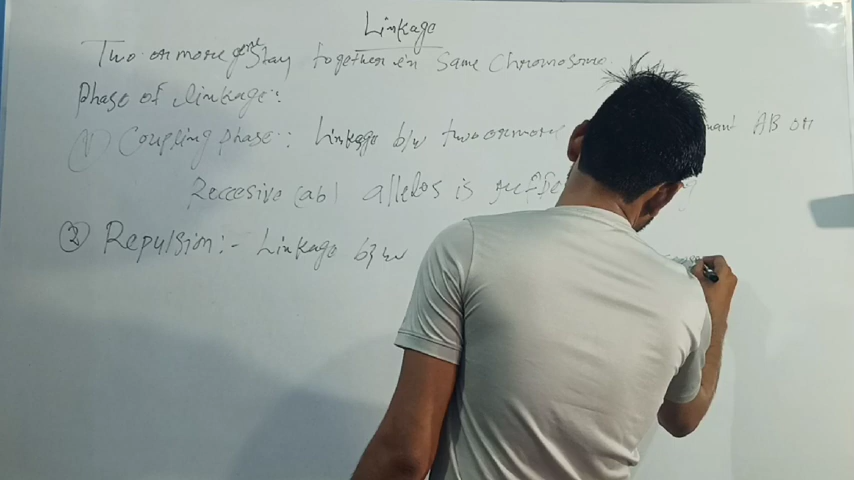 Linkage
Two or more gene stay together in same Chromosome
Phase of linkage:
(1) Coupling phase: Linkage b/w two or more AB or
Reccesive (ab) alleles is
(2) Repulsion:- Linkage b/w